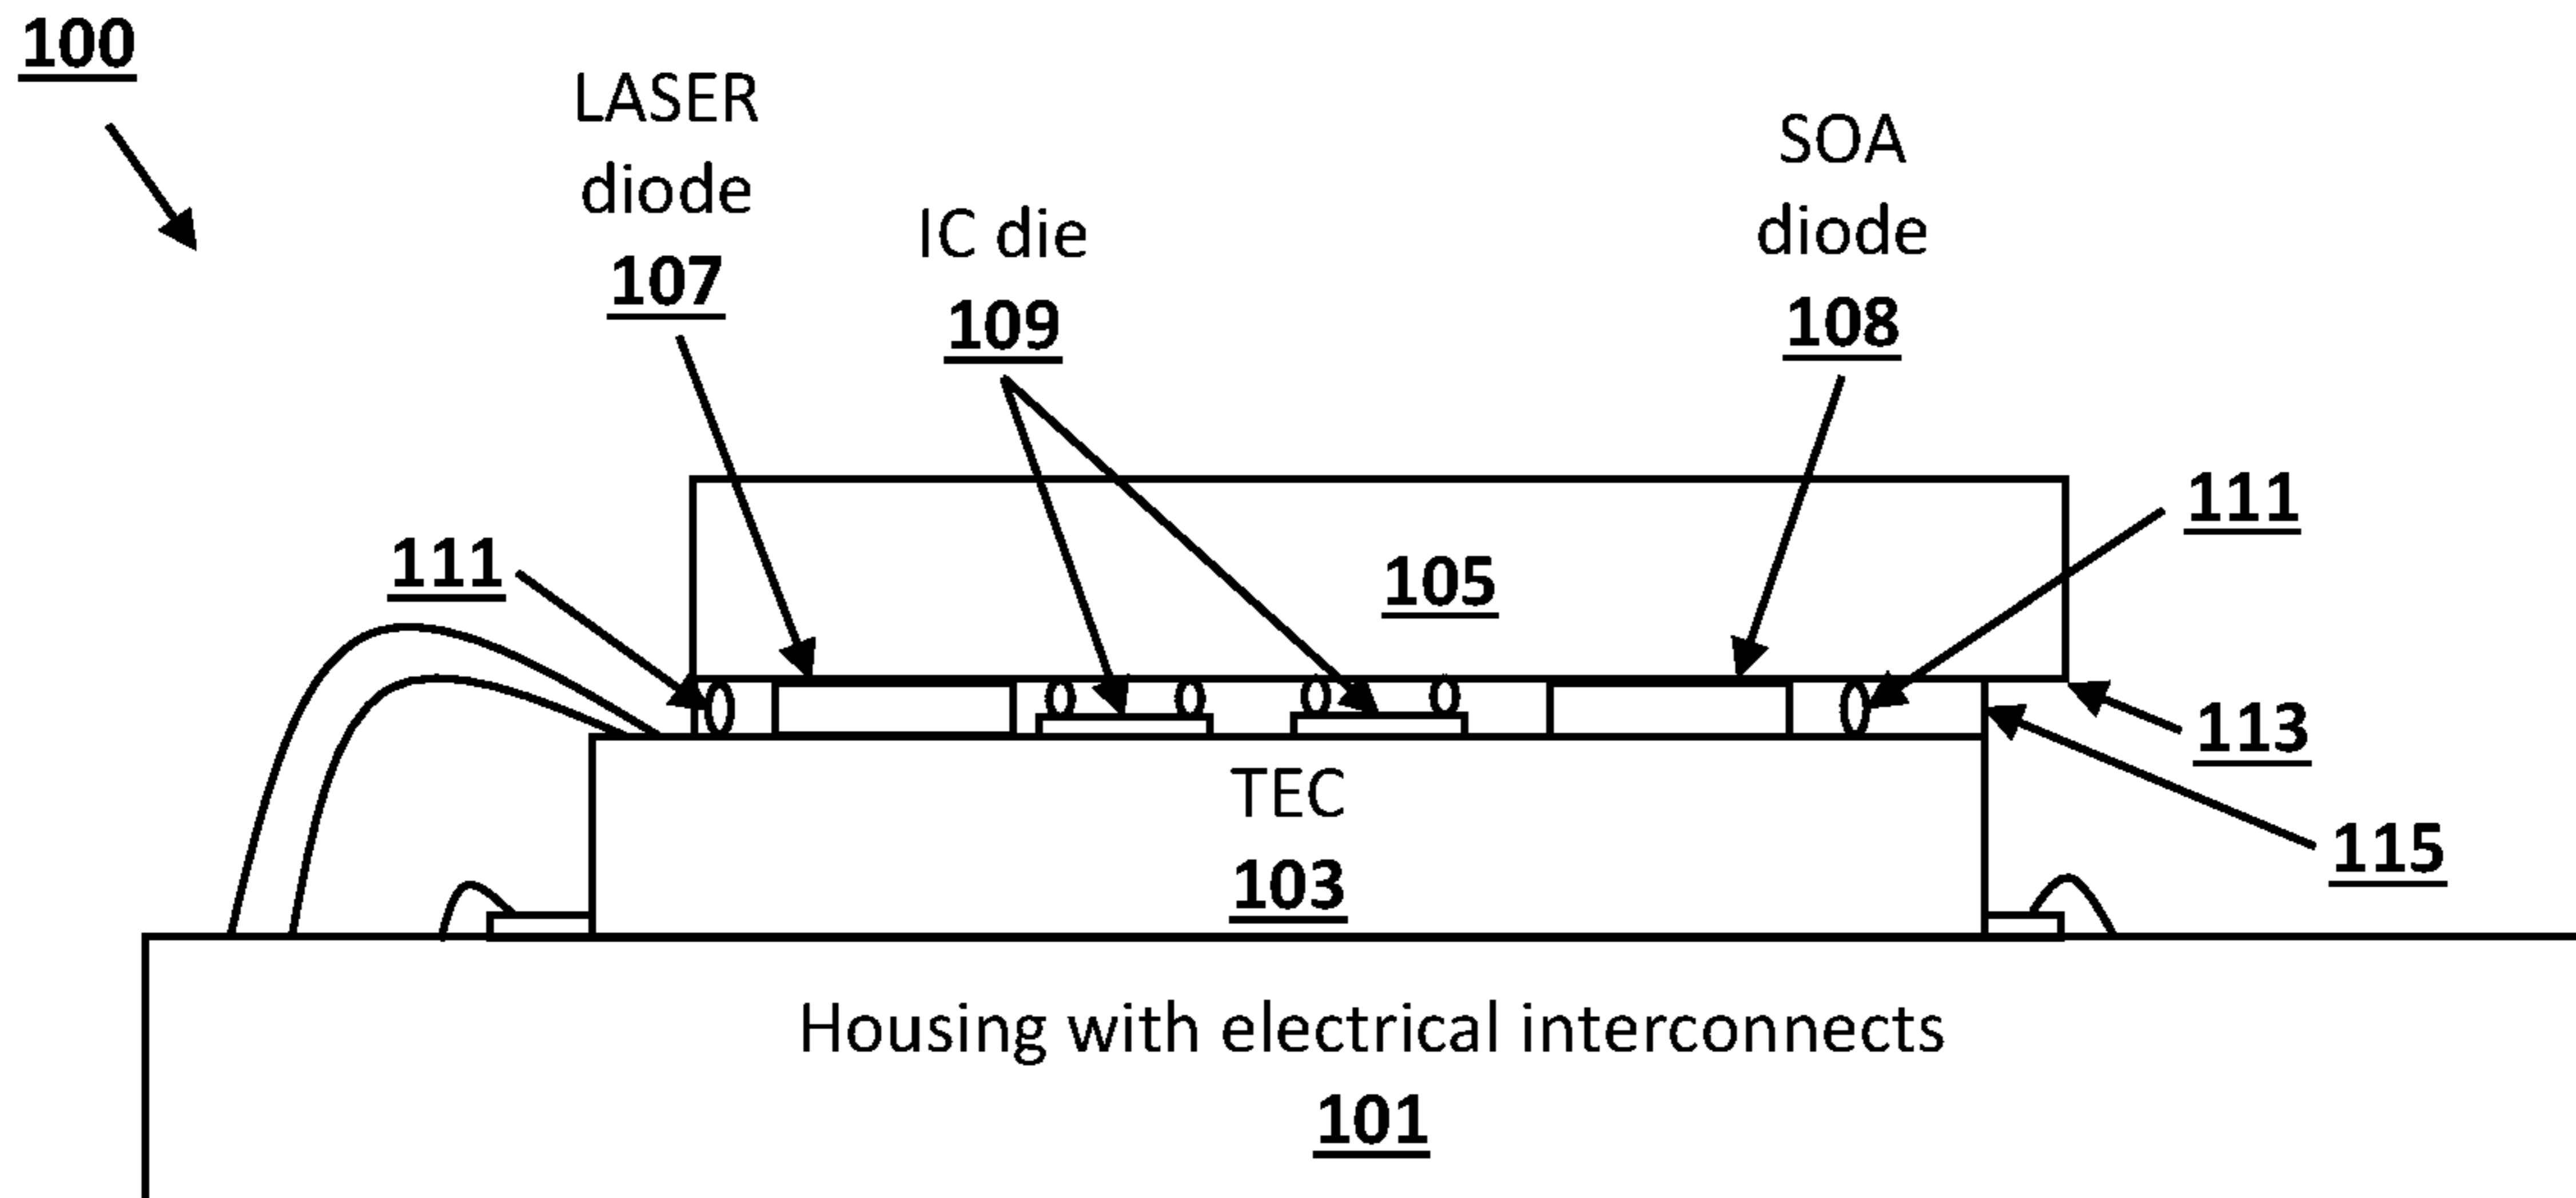 100
LASER
diode
107
IC die
109
SOA
diode
108
111
105
111
113
TEC
103
115
Housing with electrical interconnects
101